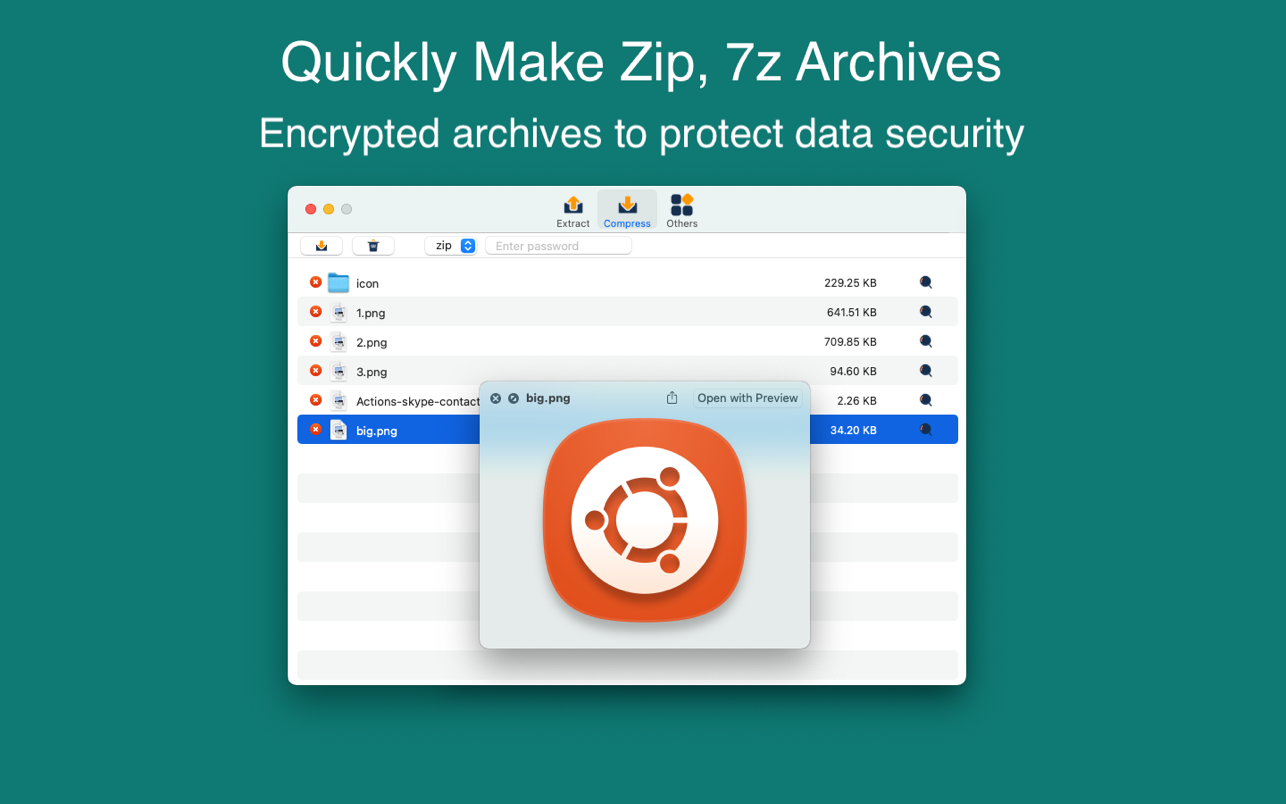 Quickly Make Zip, 7z Archives
Encrypted archives to protect data security
Extract Compress Others
zip Enter password
icon 229.25 KB
1.png 641.51 KB
2.png 709.85 KB
3.png 94.60 KB
Actions-skype-contact 2.26 KB
big.png 34.20 KB
big.png Open with Preview